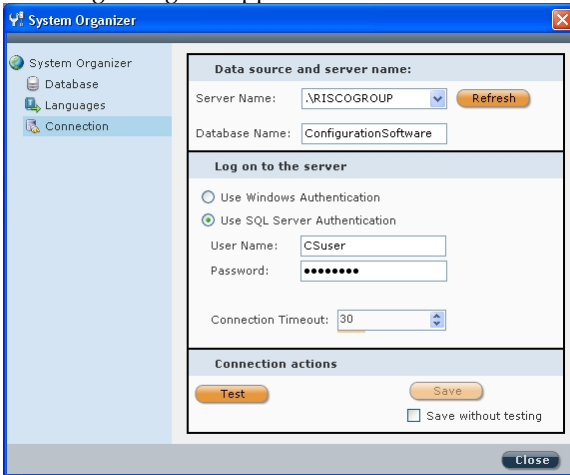 System Organizer
System Organizer
Database
Languages
Connection
Data source and server name:
Server Name: .\RISCOGROUP Refresh
Database Name: ConfigurationSoftware
Log on to the server
Use Windows Authentication
Use SQL Server Authentication
User Name: CSuser
Password: ••••••••
Connection Timeout: 30
Connection actions
Test Save
Save without testing
Close